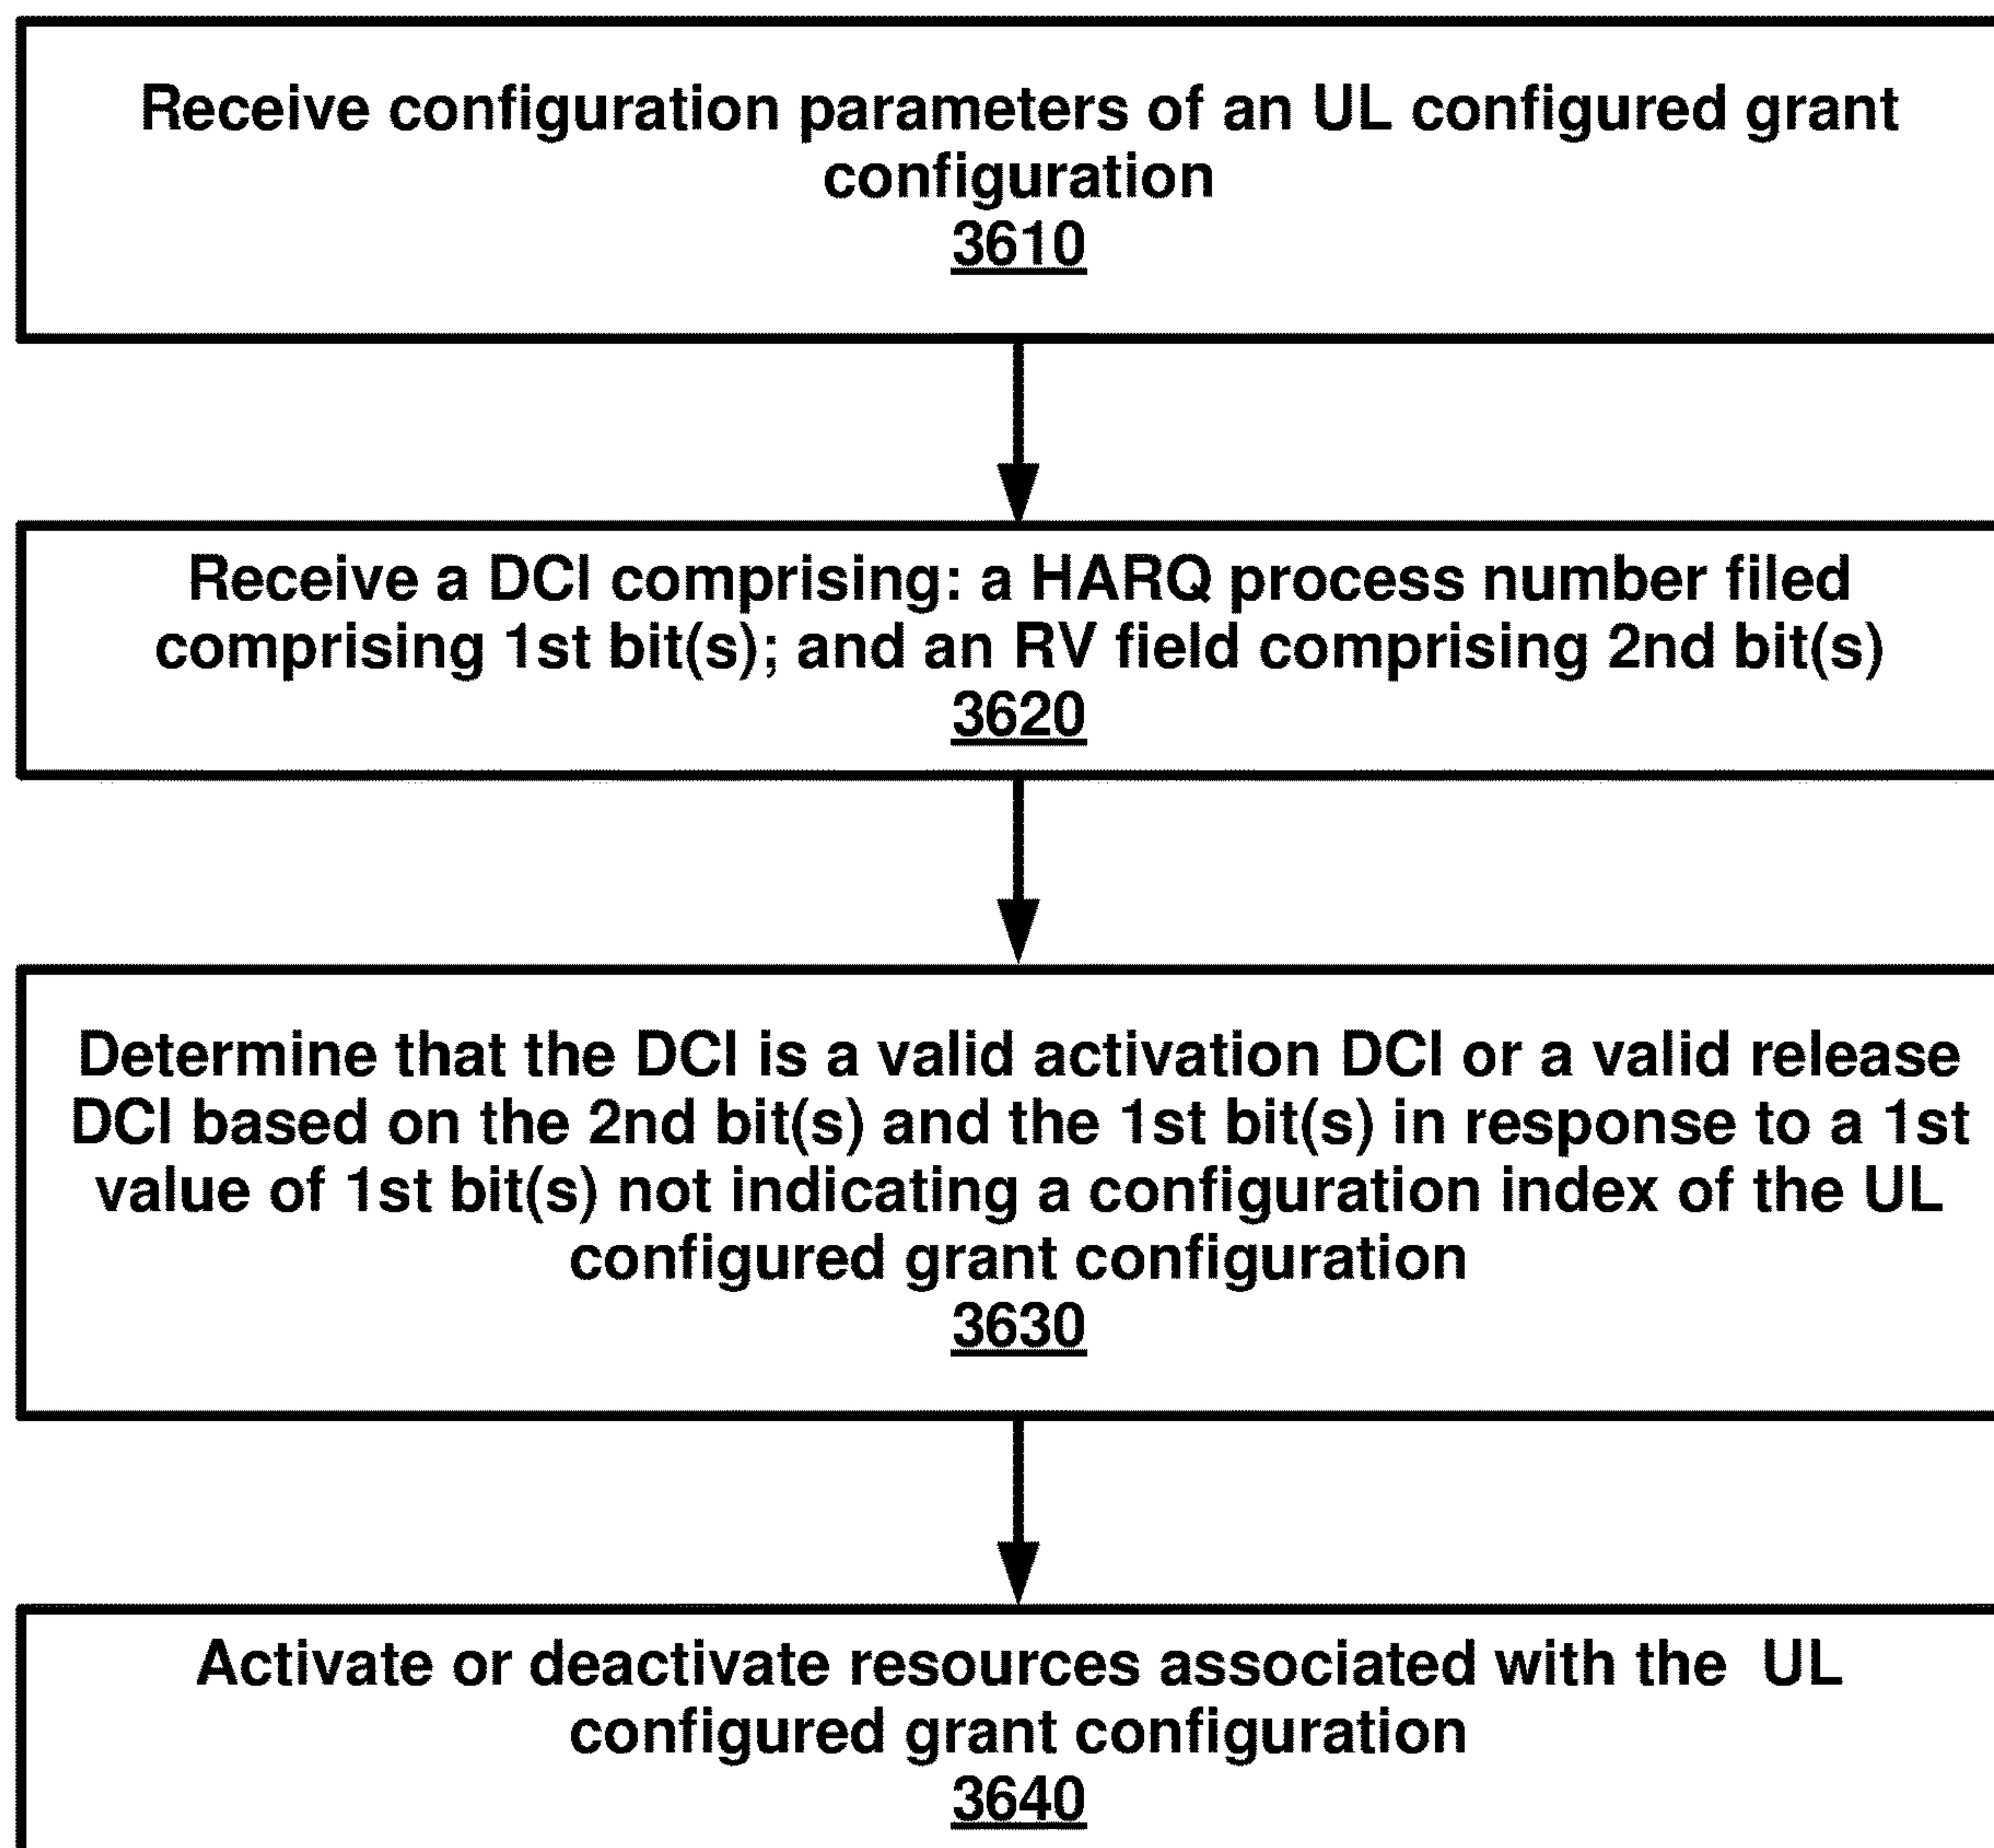 Receive configuration parameters of an UL configured grant
configuration
3610
Receive a DCI comprising: a HARQ process number filed
comprising 1st bit(s); and an RV field comprising 2nd bit(s)
3620
Determine that the DCI is a valid activation DCI or a valid release
DCI based on the 2nd bit(s) and the 1st bit(s) in response to a 1st
value of 1st bit(s) not indicating a configuration index of the UL
configured grant configuration
3630
Activate or deactivate resources associated with the UL
configured grant configuration
3640